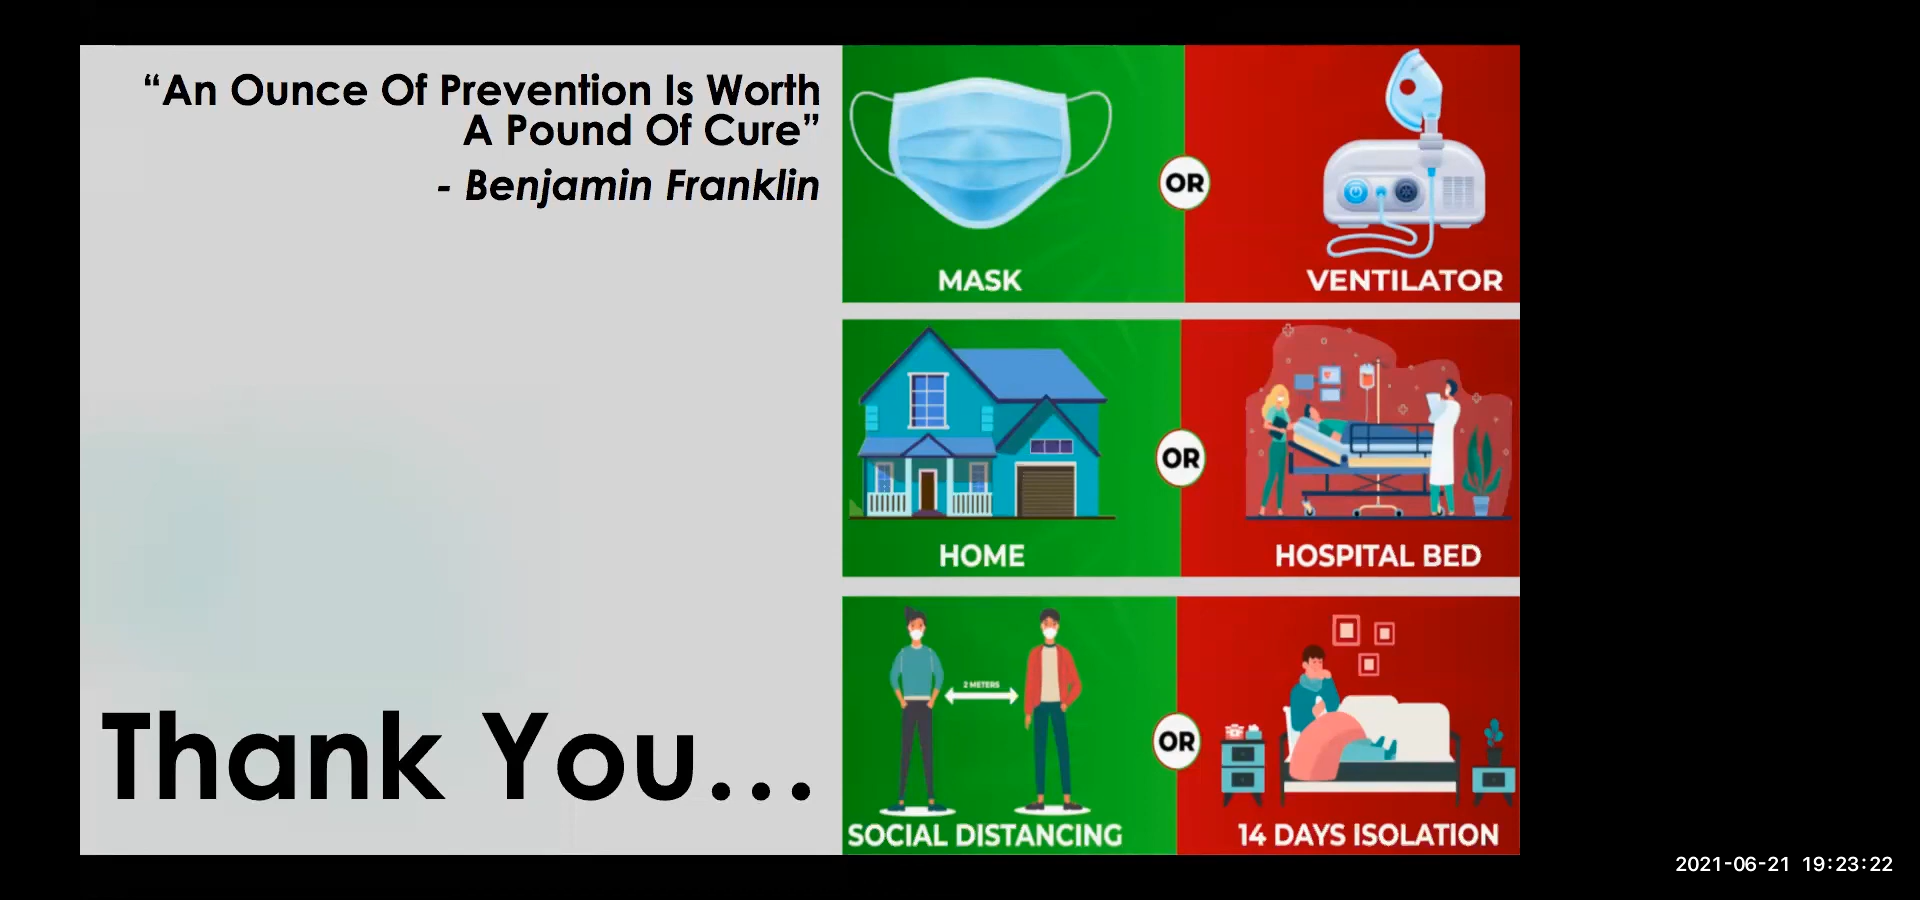 “An Ounce Of Prevention Is Worth
A Pound Of Cure”
- Benjamin Franklin
Thank You...
MASK
OR
VENTILATOR
HOME
OR
HOSPITAL BED
2 METERS
OR
SOCIAL DISTANCING
14 DAYS ISOLATION
2021-06-21 19:23:22